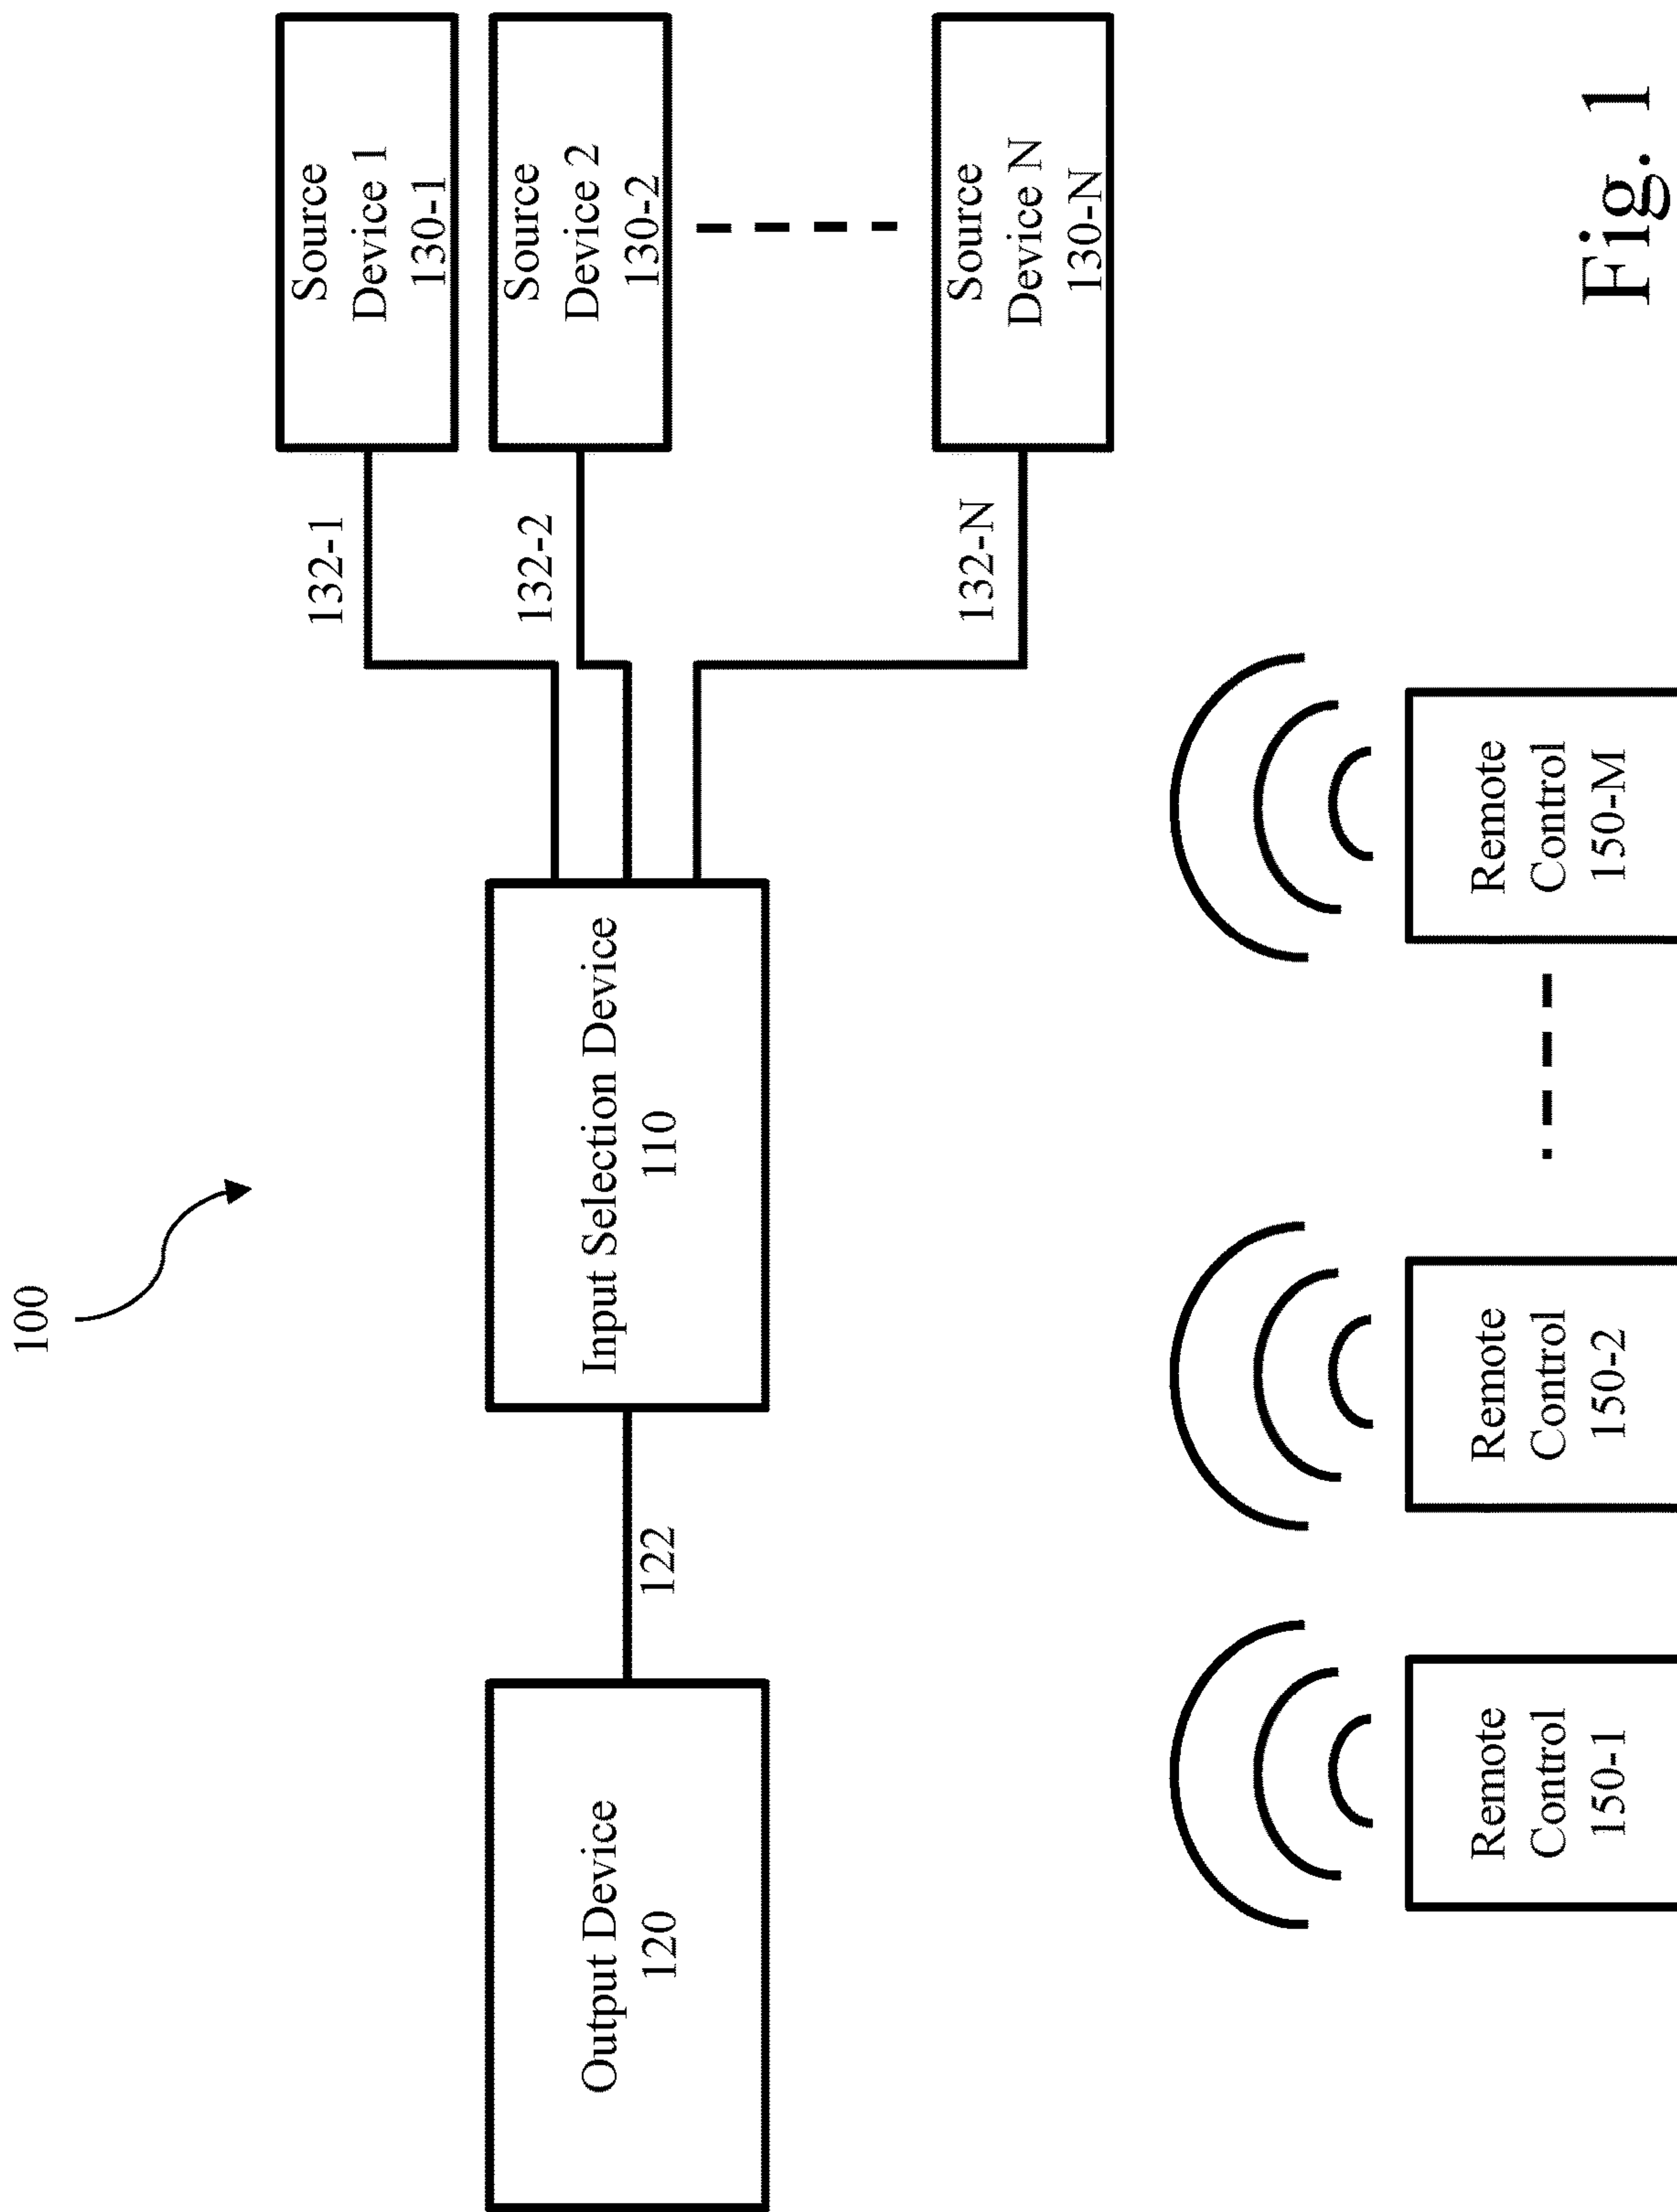 100
Output Device
120
122
Input Selection Device
110
132-1
132-2
132-N
Source
Device 1
130-1
Source
Device 2
130-2
Source
Device N
130-N
Remote
Control
150-1
Remote
Control
150-2
Remote
Control
150-M
Fig. 1